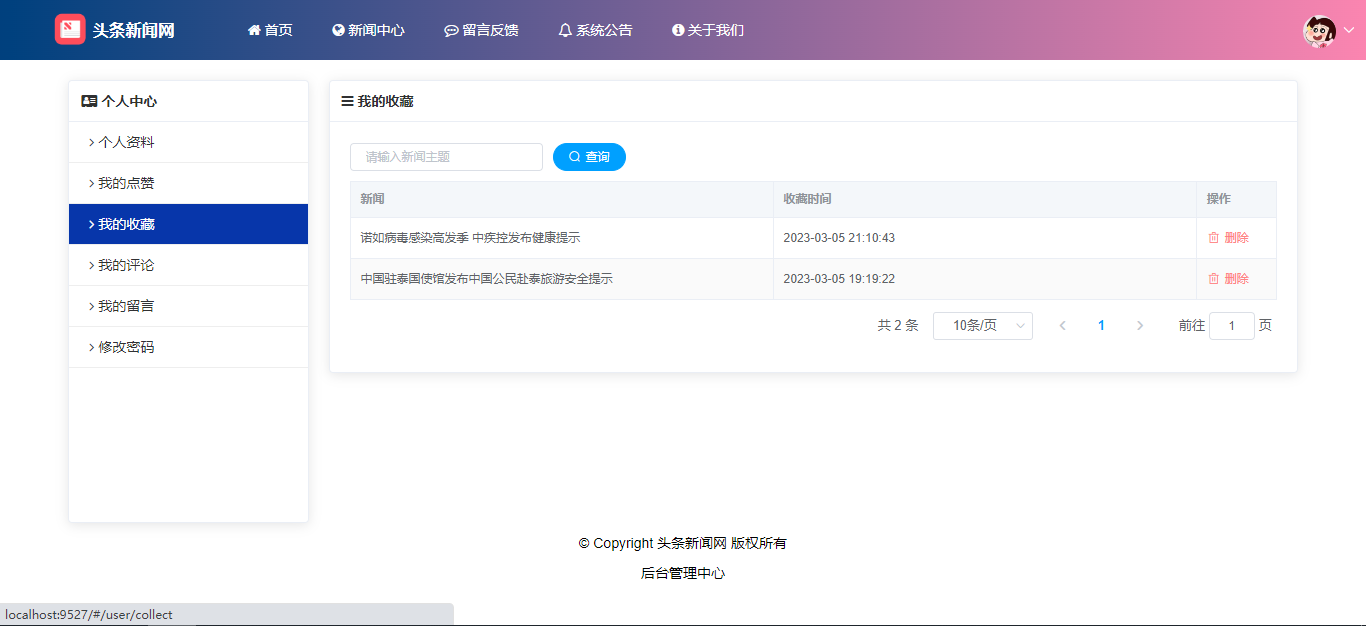 头条新闻网 首页 新闻中心 留言反馈 系统公告 关于我们
个人中心
个人资料
我的点赞
我的收藏
我的评论
我的留言
修改密码
我的收藏
请输入新闻主题 查询
新闻 收藏时间 操作
诺如病毒感染高发季 中疾控发布健康提示 2023-03-05 21:10:43 删除
中国驻泰国使馆发布中国公民赴泰旅游安全提示 2023-03-05 19:19:22 删除
共 2 条 10条/页 1 前往 1 页
© Copyright 头条新闻网 版权所有
后台管理中心
localhost:9527/#/user/collect